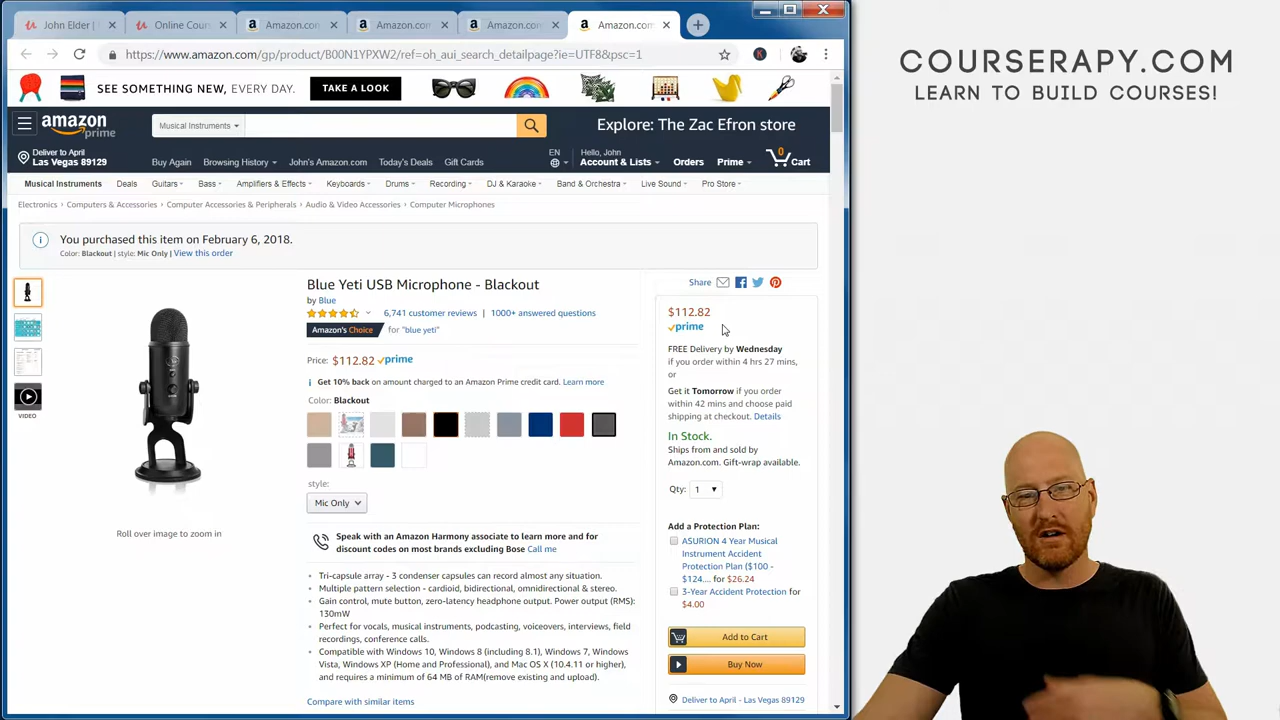 John Elder |
Online Cour
Amazon.com
Amazon.com
Amazon.com
Amazon.com
https://www.amazon.com/gp/product/B00N1YPXW2/ref=oh_aui_search_detailpage?ie=UTF8&psc=1
K
SEE SOMETHING NEW, EVERY DAY.
TAKE A LOOK
amazon
prime
Musical Instruments
Explore: The Zac Efron store
Deliver to April
Las Vegas 89129
Buy Again
Browsing History
John's Amazon.com
Today's Deals
Gift Cards
EN
Hello, John
Account & Lists
Orders
Prime
0
Cart
Musical Instruments
Deals
Guitars
Bass
Amplifiers & Effects
Keyboards
Drums
Recording
DJ & Karaoke
Band & Orchestra
Live Sound
Pro Store
Electronics › Computers & Accessories › Computer Accessories & Peripherals › Audio & Video Accessories › Computer Microphones
You purchased this item on February 6, 2018.
Color: Blackout | style: Mic Only | View this order
VIDEO
Roll over image to zoom in
Blue Yeti USB Microphone - Blackout
by Blue
6,741 customer reviews | 1000+ answered questions
Amazon's Choice for "blue yeti"
Price: $112.82 prime
Get 10% back on amount charged to an Amazon Prime credit card. Learn more
Color: Blackout
style:
Mic Only
Speak with an Amazon Harmony associate to learn more and for
discount codes on most brands excluding Bose Call me
• Tri-capsule array - 3 condenser capsules can record almost any situation.
• Multiple pattern selection - cardioid, bidirectional, omnidirectional & stereo.
• Gain control, mute button, zero-latency headphone output. Power output (RMS):
130mW
• Perfect for vocals, musical instruments, podcasting, voiceovers, interviews, field
recordings, conference calls.
• Compatible with Windows 10, Windows 8 (including 8.1), Windows 7, Windows
Vista, Windows XP (Home and Professional), and Mac OS X (10.4.11 or higher),
and requires a minimum of 64 MB of RAM(remove existing and upload).
Compare with similar items
Share
$112.82
prime
FREE Delivery by Wednesday
if you order within 4 hrs 27 mins,
or
Get it Tomorrow if you order
within 42 mins and choose paid
shipping at checkout. Details
In Stock.
Ships from and sold by
Amazon.com. Gift-wrap available.
Qty: 1
Add a Protection Plan:
ASURION 4 Year Musical
Instrument Accident
Protection Plan ($100 -
$124.... for $26.24
3-Year Accident Protection for
$4.00
Add to Cart
Buy Now
Deliver to April - Las Vegas 89129
COURSERAPY.COM
LEARN TO BUILD COURSES!